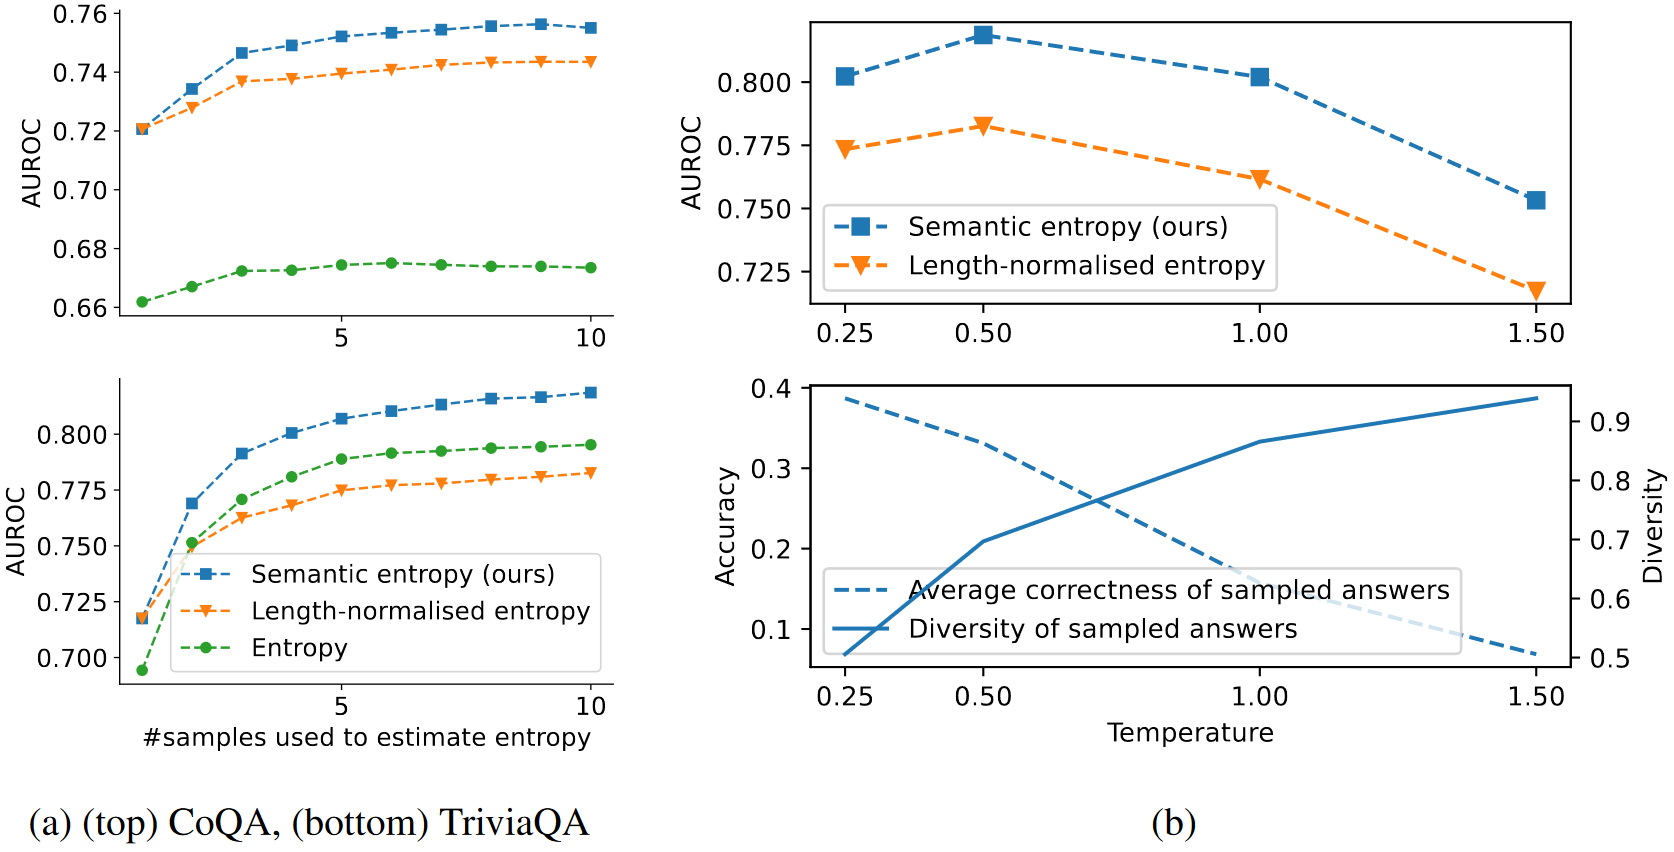 0.76
0.74
0.72
0.70
0.68
0.66
AUROC
5 10
0.800
0.775
0.750
0.725
0.700
AUROC
Semantic entropy (ours)
Length-normalised entropy
Entropy
5 10
#samples used to estimate entropy
(a) (top) CoQA, (bottom) TriviaQA
0.800
0.775
0.750
0.725
AUROC
Semantic entropy (ours)
Length-normalised entropy
0.25 0.50 1.00 1.50
0.4
0.3
0.2
0.1
Accuracy
Average correctness of sampled answers
Diversity of sampled answers
0.9
0.8
0.7
0.6
0.5
Diversity
0.25 0.50 1.00 1.50
Temperature
(b)